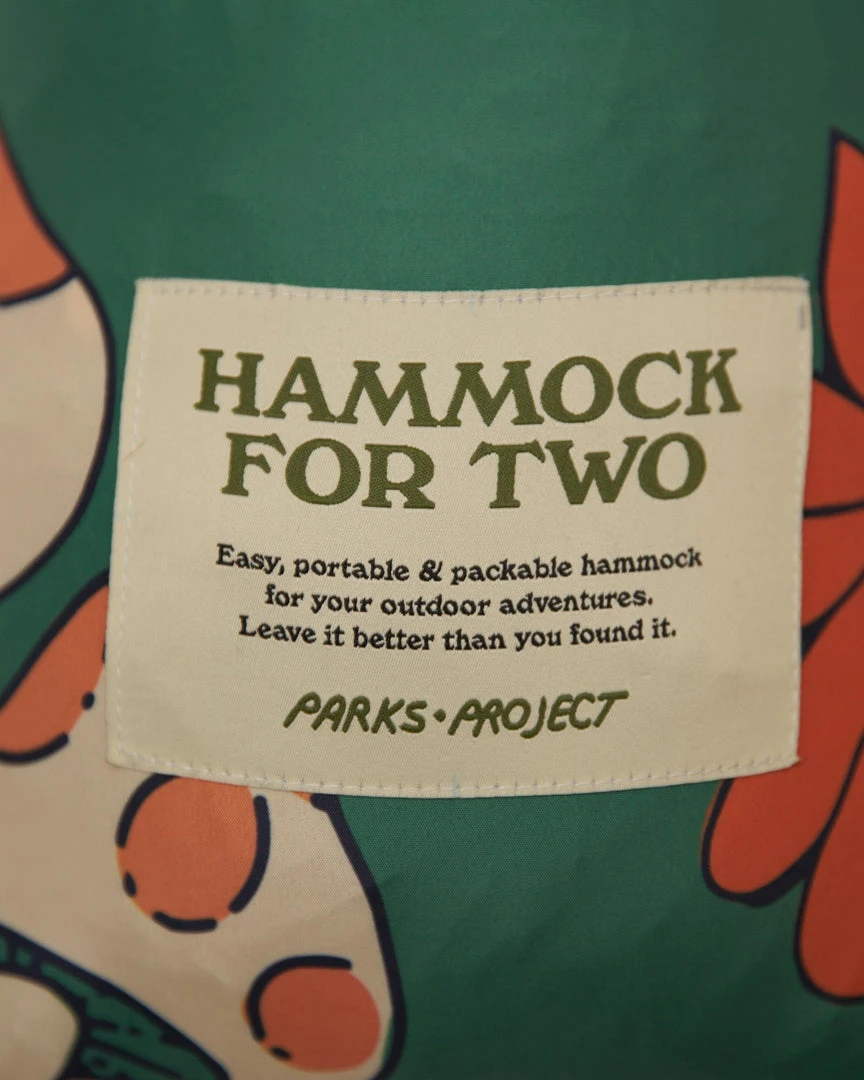 HAMMOCK
FOR TWO
Easy, portable & packable hammock
for your outdoor adventures.
Leave it better than you found it.
PARKS•PROJECT